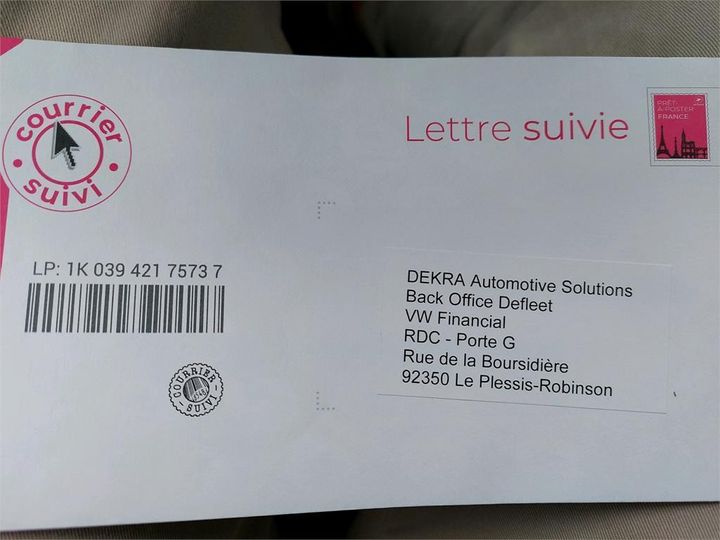 courrier
suivi
Lettre suivie
PRÊT-
À-POSTER
FRANCE
LP: 1K 039 421 7573 7
DEKRA Automotive Solutions
Back Office Defleet
VW Financial
RDC - Porte G
Rue de la Boursidière
92350 Le Plessis-Robinson
COURRIER
SUIVI